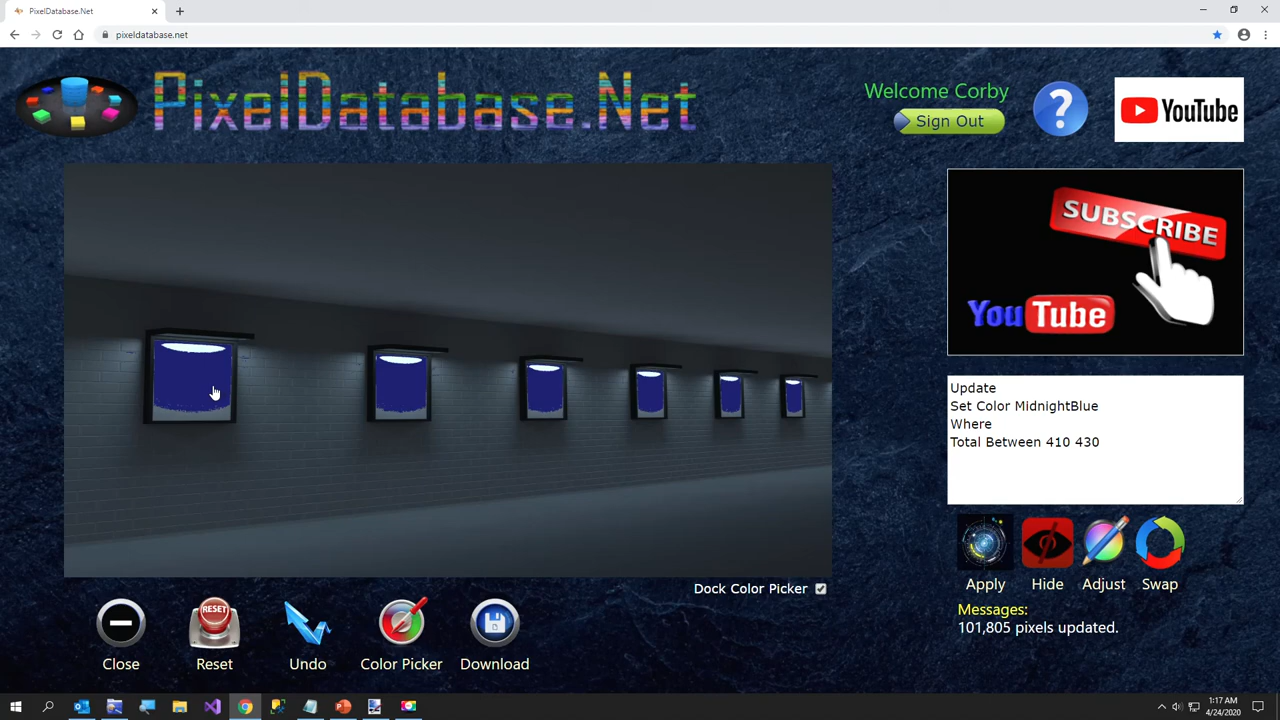 PixelDatabase.Net
pixeldatabase.net
PixelDatabase.Net
Welcome Corby
Sign Out
?
YouTube
SUBSCRIBE
YouTube
Update
Set Color MidnightBlue
Where
Total Between 410 430
Dock Color Picker
Apply
Hide
Adjust
Swap
Messages:
101,805 pixels updated.
RESET
Close
Reset
Undo
Color Picker
Download
1:17 AM
4/24/2020